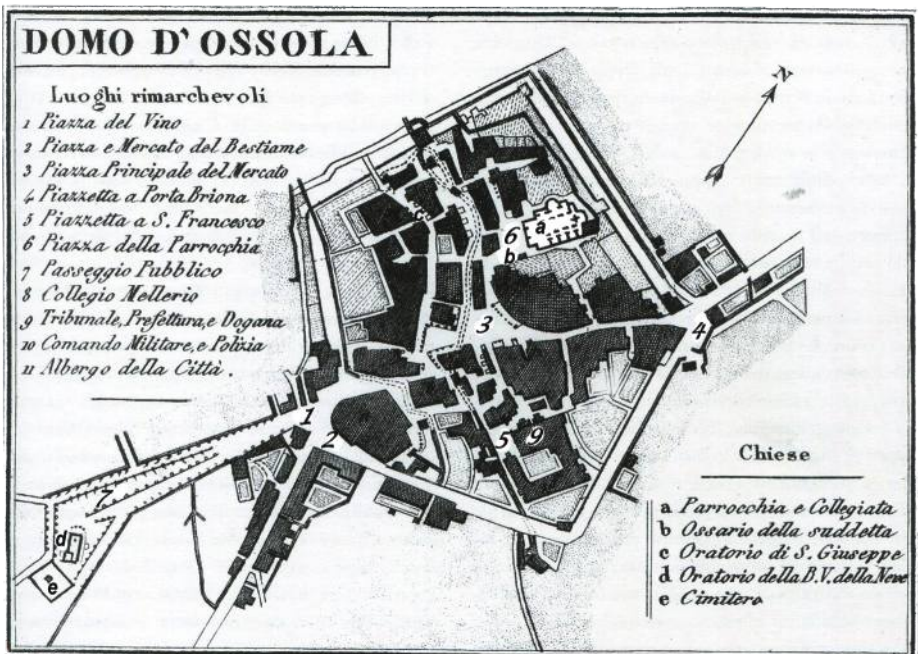 DOMO D'OSSOLA
Luoghi rimarchevoli
1 Piazza del Vino
2 Piazza e Mercato del Bestiame
3 Piazza Principale del Mercato
4 Piazzetta a Porta Briona
5 Piazzetta a S. Francesco
6 Piazza della Parrocchia
7 Passeggio Pubblico
8 Collegio Mellerio
9 Tribunale, Prefettura, e Dogana
10 Comando Militare, e Polizia
11 Albergo della Città.
N
c
a
6
b
3
4
1
2
5
9
7
d
e
Chiese
a Parrocchia e Collegiata
b Ossario della suddetta
c Oratorio di S. Giuseppe
d Oratorio della B.V. della Neve
e Cimitero